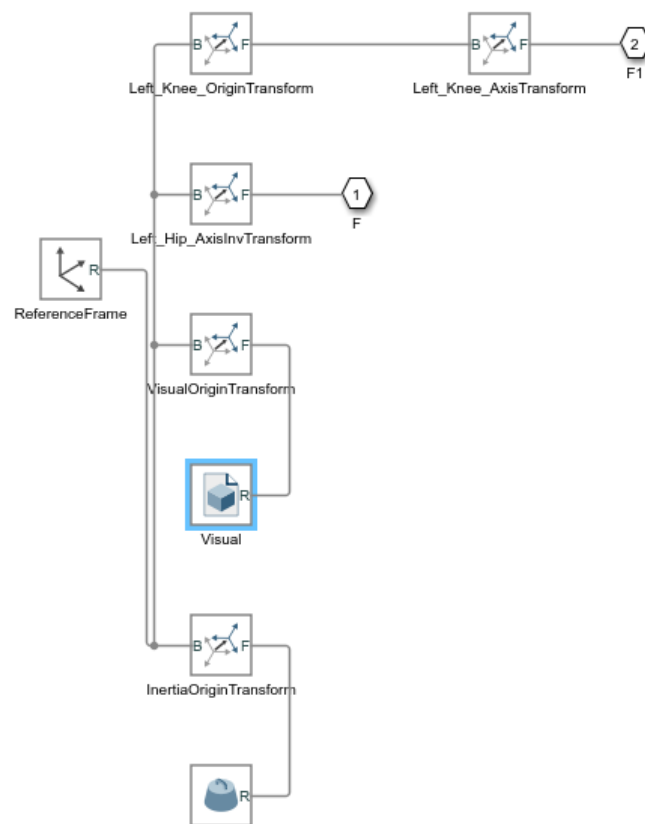 B F
B F
2
Left_Knee_OriginTransform
Left_Knee_AxisTransform
F1
B F
1
Left_Hip_AxisInvTransform
F
R
ReferenceFrame
B F
VisualOriginTransform
R
Visual
B F
InertiaOriginTransform
R